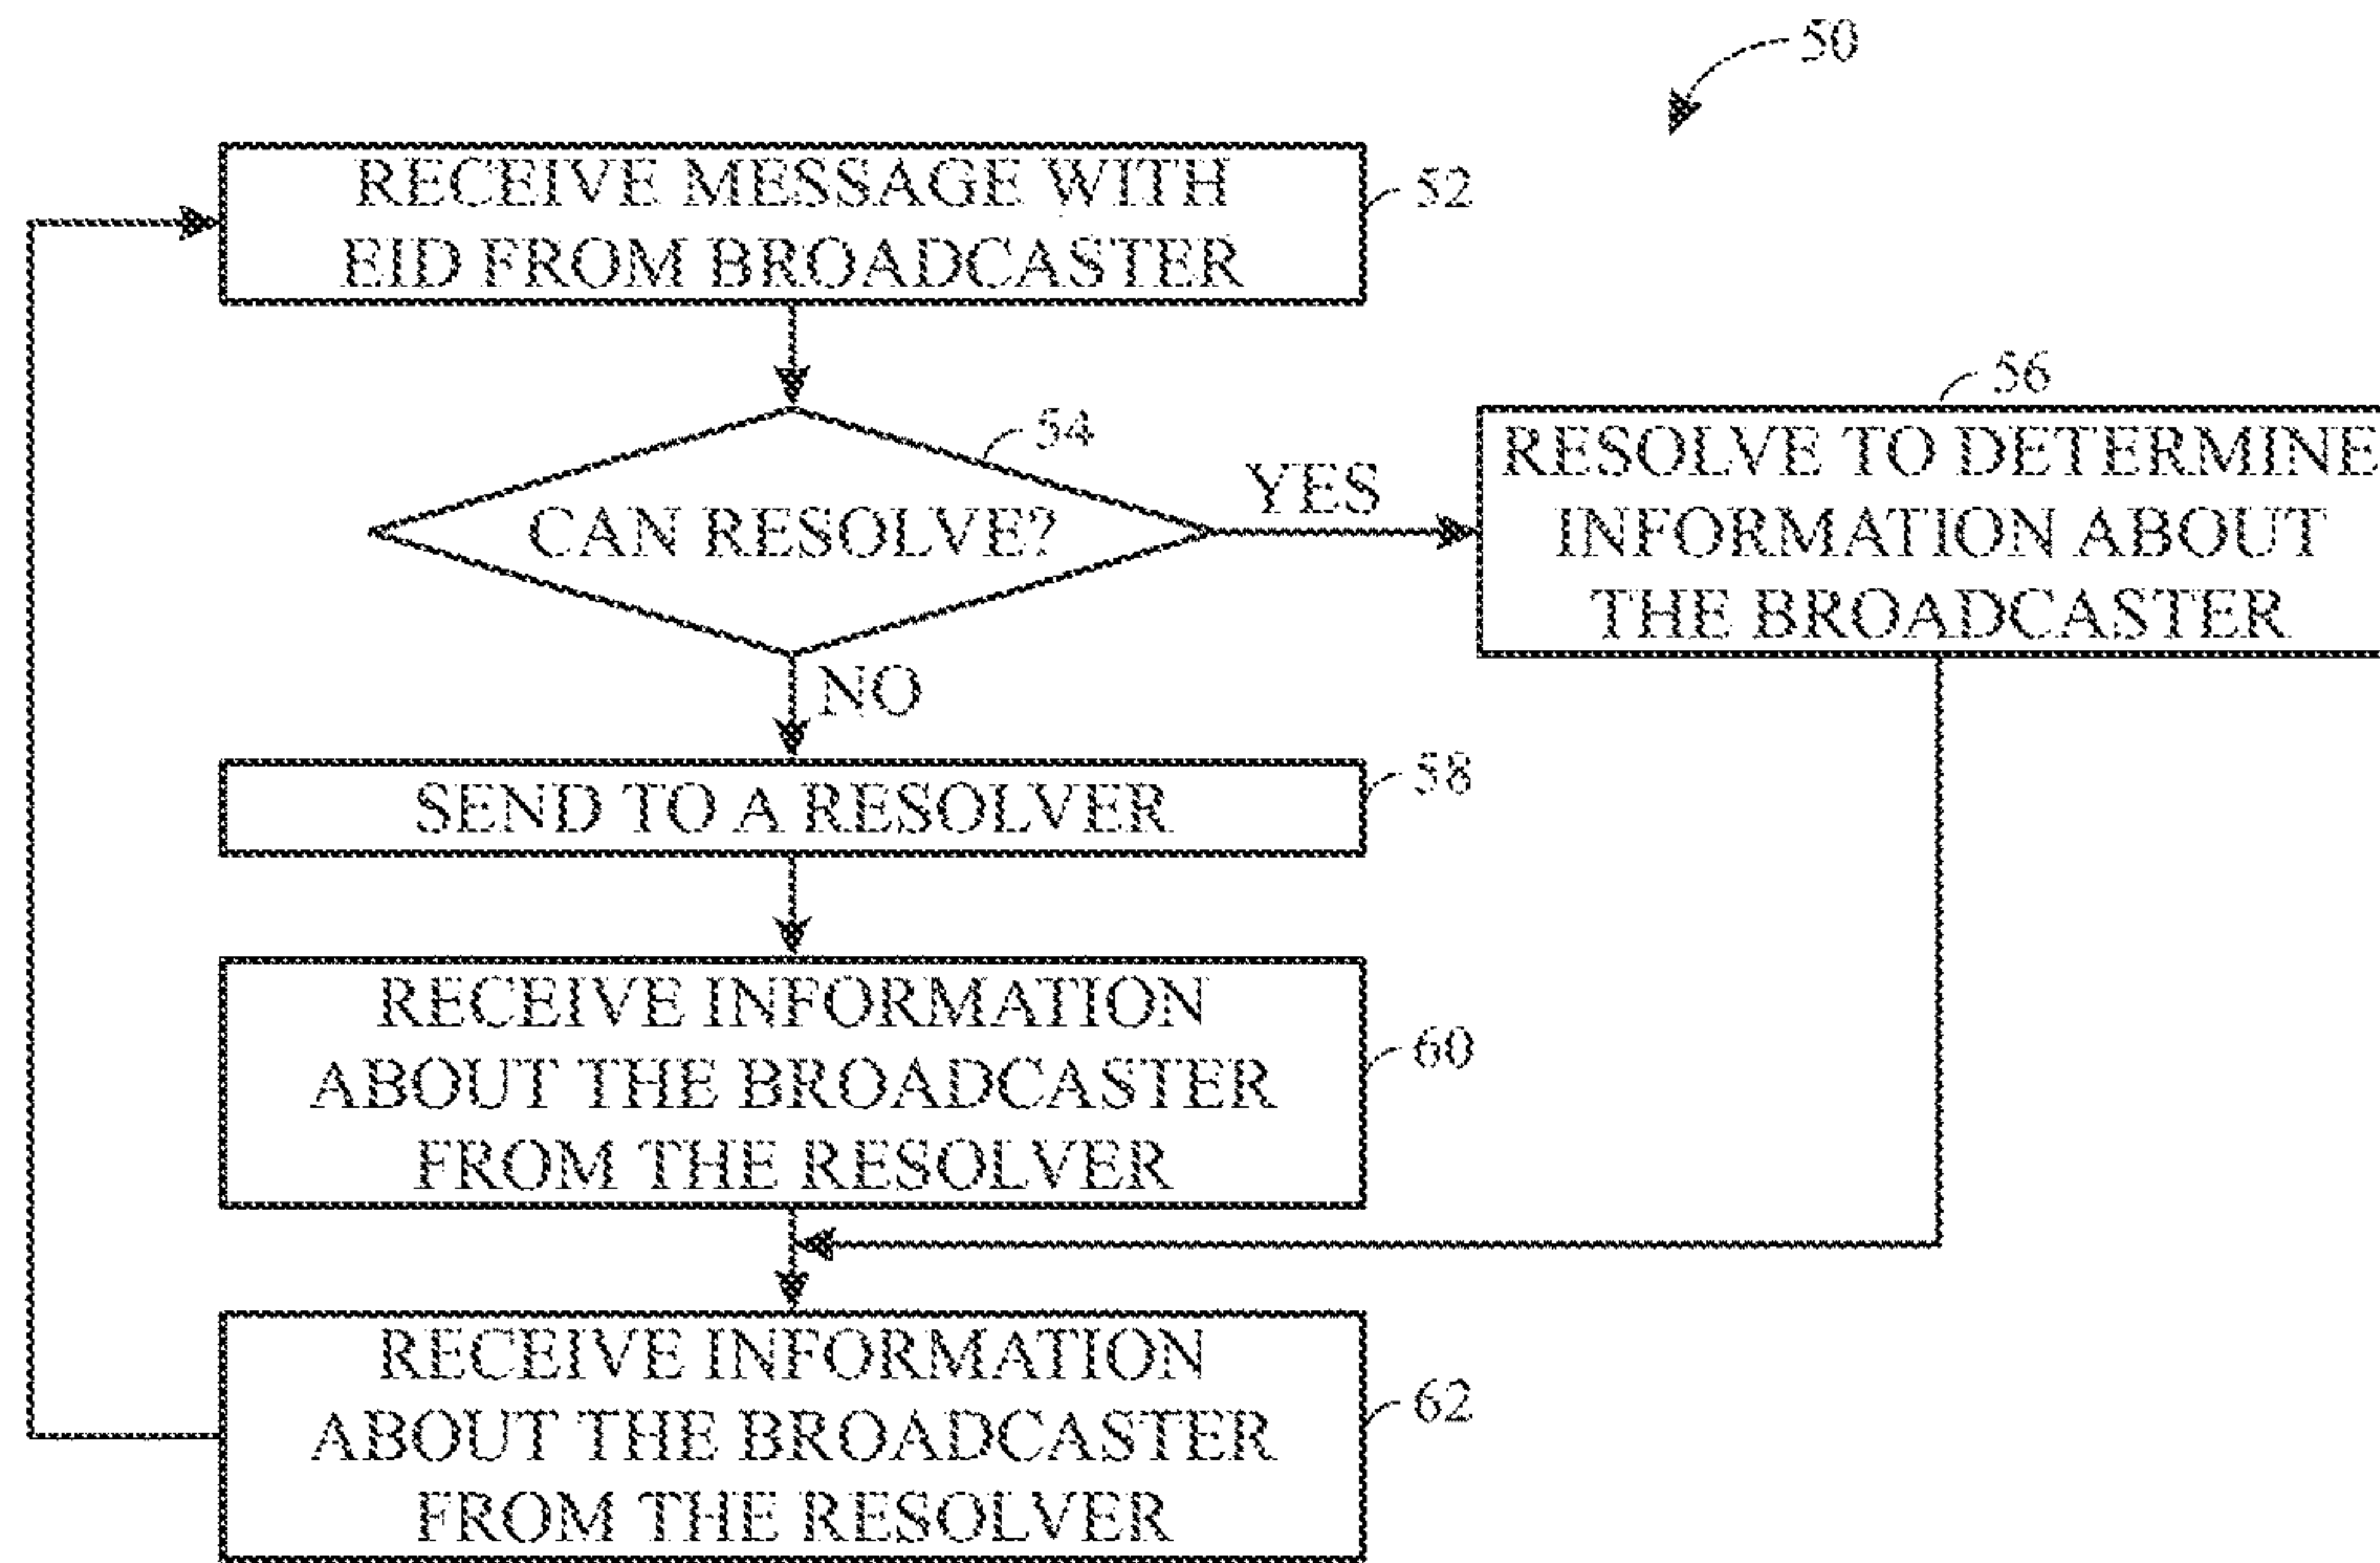 50
RECEIVE MESSAGE WITH
EID FROM BROADCASTER
52
54
CAN RESOLVE?
YES
56
RESOLVE TO DETERMINE
INFORMATION ABOUT
THE BROADCASTER
NO
SEND TO A RESOLVER
58
RECEIVE INFORMATION
ABOUT THE BROADCASTER
FROM THE RESOLVER
60
RECEIVE INFORMATION
ABOUT THE BROADCASTER
FROM THE RESOLVER
62